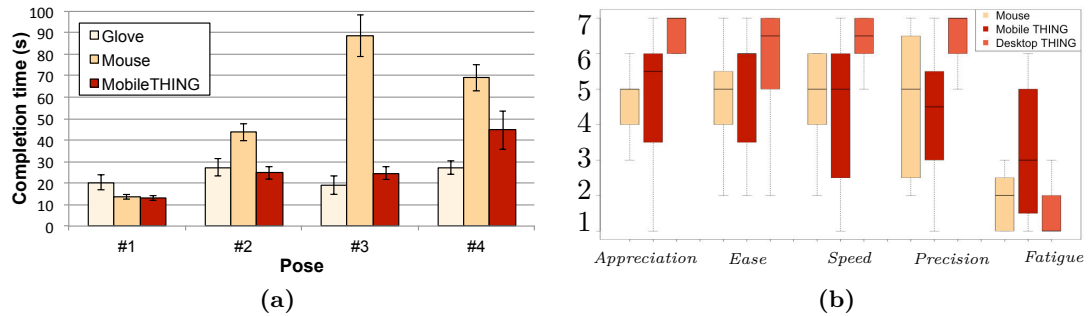 100
90
80
70
60
50
40
30
20
10
0
Completion time (s)
Glove
Mouse
MobileTHING
#1 #2 #3 #4
Pose
(a)
7
6
5
4
3
2
1
Mouse
Mobile THING
Desktop THING
Appreciation Ease Speed Precision Fatigue
(b)